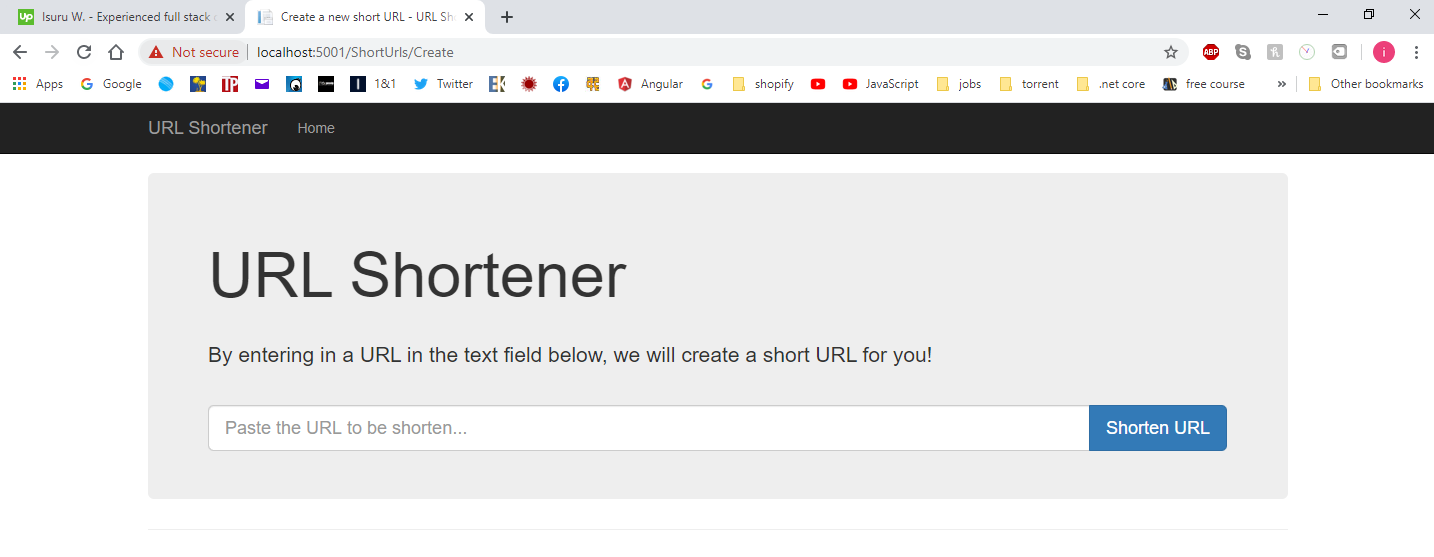 Up Isuru W. - Experienced full stack
Create a new short URL - URL Sh
Not secure localhost:5001/ShortUrls/Create
ABP
i
Apps Google 1&1 Twitter Angular shopify JavaScript jobs torrent .net core free course » Other bookmarks
URL Shortener Home
URL Shortener
By entering in a URL in the text field below, we will create a short URL for you!
Paste the URL to be shorten... Shorten URL